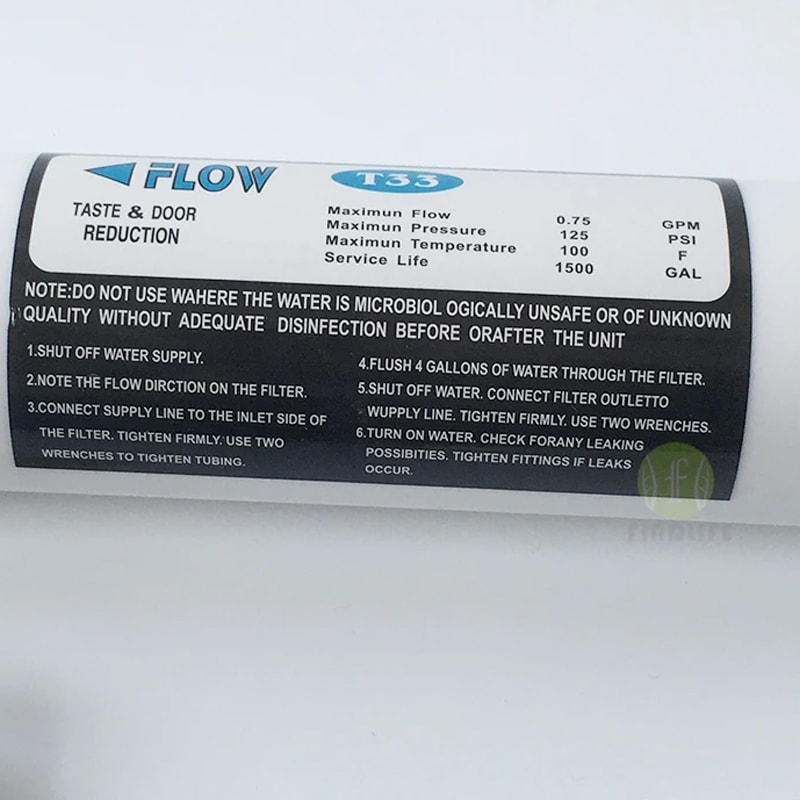 FLOW
T33
TASTE & DOOR
REDUCTION
Maximun Flow 0.75 GPM
Maximun Pressure 125 PSI
Maximun Temperature 100 F
Service Life 1500 GAL
NOTE:DO NOT USE WAHERE THE WATER IS MICROBIOL OGICALLY UNSAFE OR OF UNKNOWN
QUALITY WITHOUT ADEQUATE DISINFECTION BEFORE ORAFTER THE UNIT
1.SHUT OFF WATER SUPPLY.
2.NOTE THE FLOW DIRCTION ON THE FILTER.
3.CONNECT SUPPLY LINE TO THE INLET SIDE OF
THE FILTER. TIGHTEN FIRMLY. USE TWO
WRENCHES TO TIGHTEN TUBING.
4.FLUSH 4 GALLONS OF WATER THROUGH THE FILTER.
5.SHUT OFF WATER. CONNECT FILTER OUTLETTO
WUPPLY LINE. TIGHTEN FIRMLY. USE TWO WRENCHES.
6.TURN ON WATER. CHECK FORANY LEAKING
POSSIBITIES. TIGHTEN FITTINGS IF LEAKS
OCCUR.
f
FINDLIFE